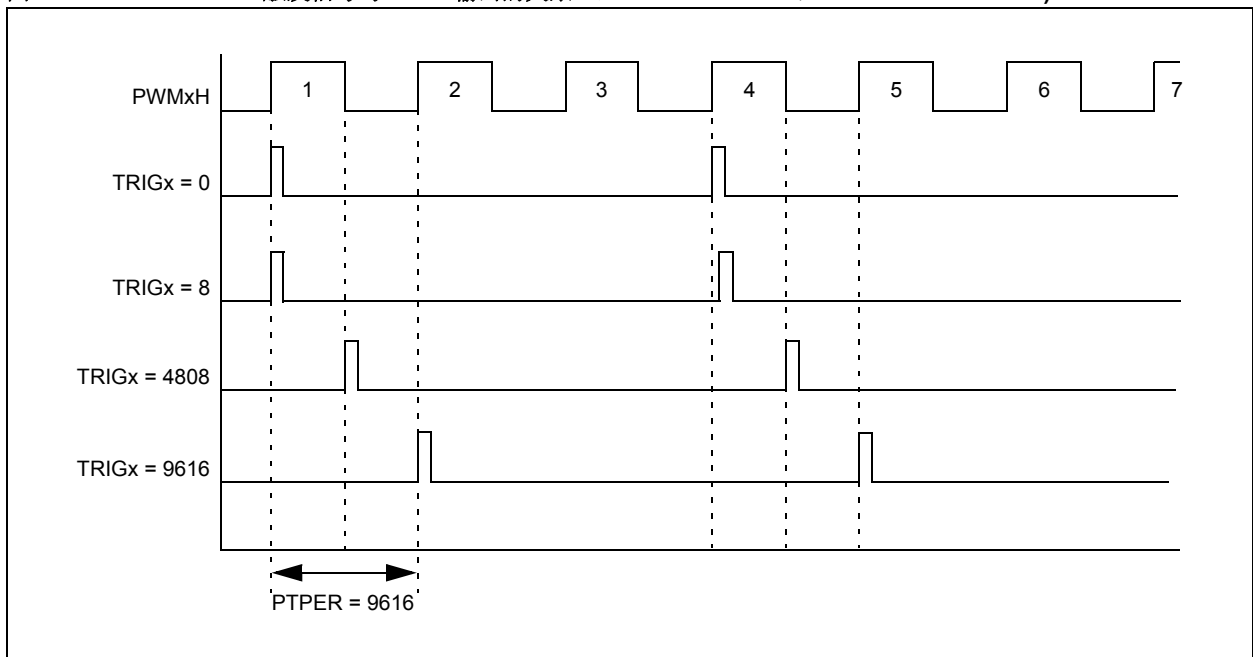 PWMxH
1
2
3
4
5
6
7
TRIGx = 0
TRIGx = 8
TRIGx = 4808
TRIGx = 9616
PTPER = 9616